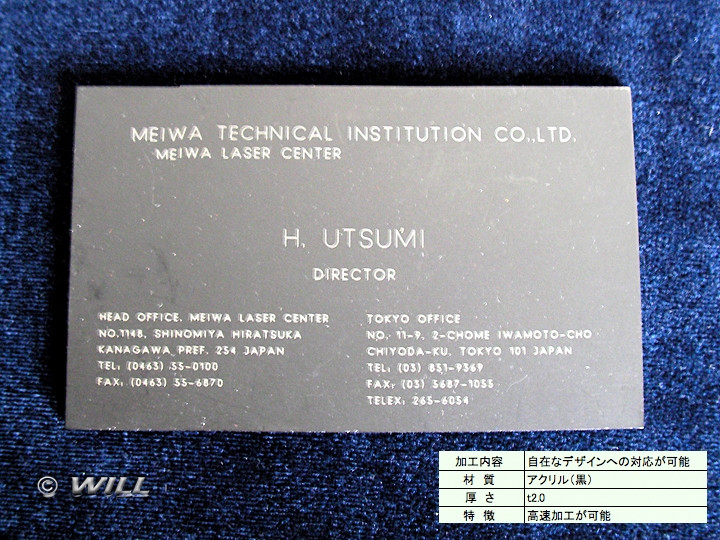 MEIWA TECHNICAL INSTITUTION CO.,LTD.
MEIWA LASER CENTER
H. UTSUMI
DIRECTOR
HEAD OFFICE. MEIWA LASER CENTER
NO.1148. SHINOMIYA HIRATSUKA
KANAGAWA PREF. 254 JAPAN
TEL: (0463) 55-0100
FAX: (0463) 55-6870
TOKYO OFFICE
NO. 11-9. 2-CHOME IWAMOTO-CHO
CHIYODA-KU. TOKYO 101 JAPAN
TEL: (03) 851-9369
FAX: (03) 5687-1055
TELEX: 265-6054
加工内容 自在なデザインへの対応が可能
材 質 アクリル(黒)
厚 さ t2.0
特 徴 高速加工が可能
© WILL